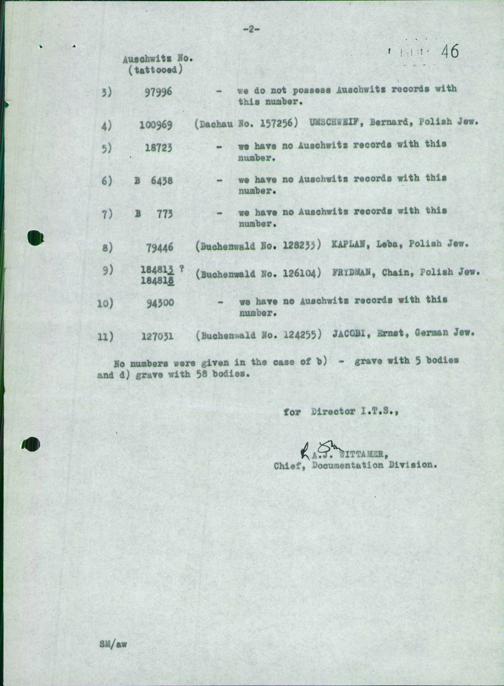 -2-
46
Auschwitz No.
(tattooed)
3) 97996 - we do not possess Auschwitz records with
this number.
4) 100969 (Dachau No. 157256) UMSCHWEIF, Bernard, Polish Jew.
5) 18723 - we have no Auschwitz records with this
number.
6) B 6438 - we have no Auschwitz records with this
number.
7) B 773 - we have no Auschwitz records with this
number.
8) 79446 (Buchenwald No. 128233) KAPLAN, Leba, Polish Jew.
9) 184813 ? (Buchenwald No. 126104) FRYDMAN, Chain, Polish Jew.
184818
10) 94300 - we have no Auschwitz records with this
number.
11) 127031 (Buchenwald No. 124255) JACOBI, Ernst, German Jew.
No numbers were given in the case of b) - grave with 5 bodies
and d) grave with 58 bodies.
for Director I.T.S.,
A.J. WITTAMER,
Chief, Documentation Division.
SM/aw